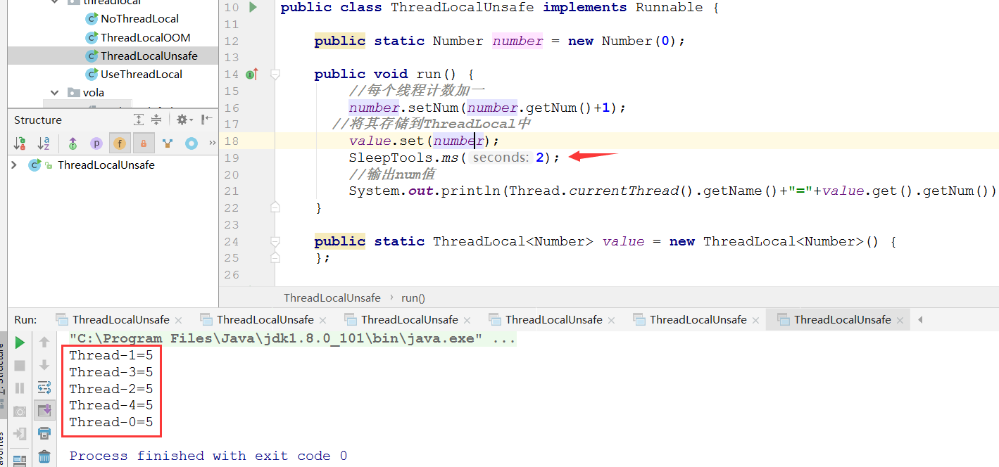 threadlocal
NoThreadLocal
ThreadLocalOOM
ThreadLocalUnsafe
UseThreadLocal
vola
Structure
ThreadLocalUnsafe
10 public class ThreadLocalUnsafe implements Runnable {
11
12 public static Number number = new Number(0);
13
14 public void run() {
15 //每个线程计数加一
16 number.setNum(number.getNum()+1);
17 //将其存储到ThreadLocal中
18 value.set(number);
19 SleepTools.ms( seconds: 2);
20 //输出num值
21 System.out.println(Thread.currentThread().getName()+"="+value.get().getNum())
22 }
23
24 public static ThreadLocal<Number> value = new ThreadLocal<Number>() {
25 };
26
ThreadLocalUnsafe › run()
Run: ThreadLocalUnsafe × ThreadLocalUnsafe × ThreadLocalUnsafe × ThreadLocalUnsafe × ThreadLocalUnsafe × ThreadLocalUnsafe ×
"C:\Program Files\Java\jdk1.8.0_101\bin\java.exe" ...
Thread-1=5
Thread-3=5
Thread-2=5
Thread-4=5
Thread-0=5
Process finished with exit code 0